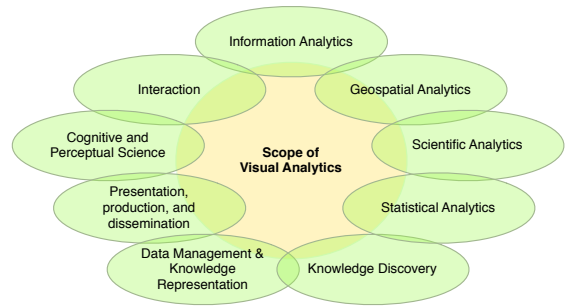 Information Analytics
Interaction
Geospatial Analytics
Cognitive and
Perceptual Science
Scope of
Visual Analytics
Scientific Analytics
Presentation,
production, and
dissemination
Statistical Analytics
Data Management &
Knowledge
Representation
Knowledge Discovery